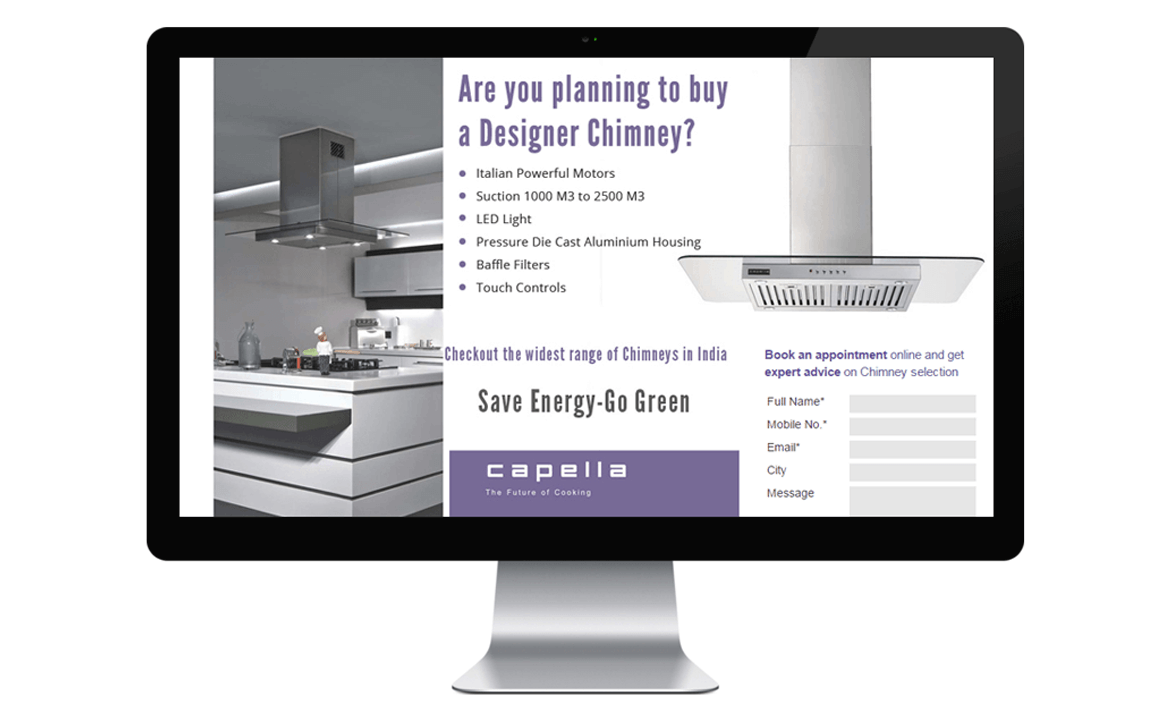 Are you planning to buy
a Designer Chimney?
Italian Powerful Motors
Suction 1000 M3 to 2500 M3
LED Light
Pressure Die Cast Aluminium Housing
Baffle Filters
Touch Controls
Checkout the widest range of Chimneys in India
Save Energy-Go Green
capella
The Future of Cooking
Book an appointment online and get
expert advice on Chimney selection
Full Name*
Mobile No.*
Email*
City
Message